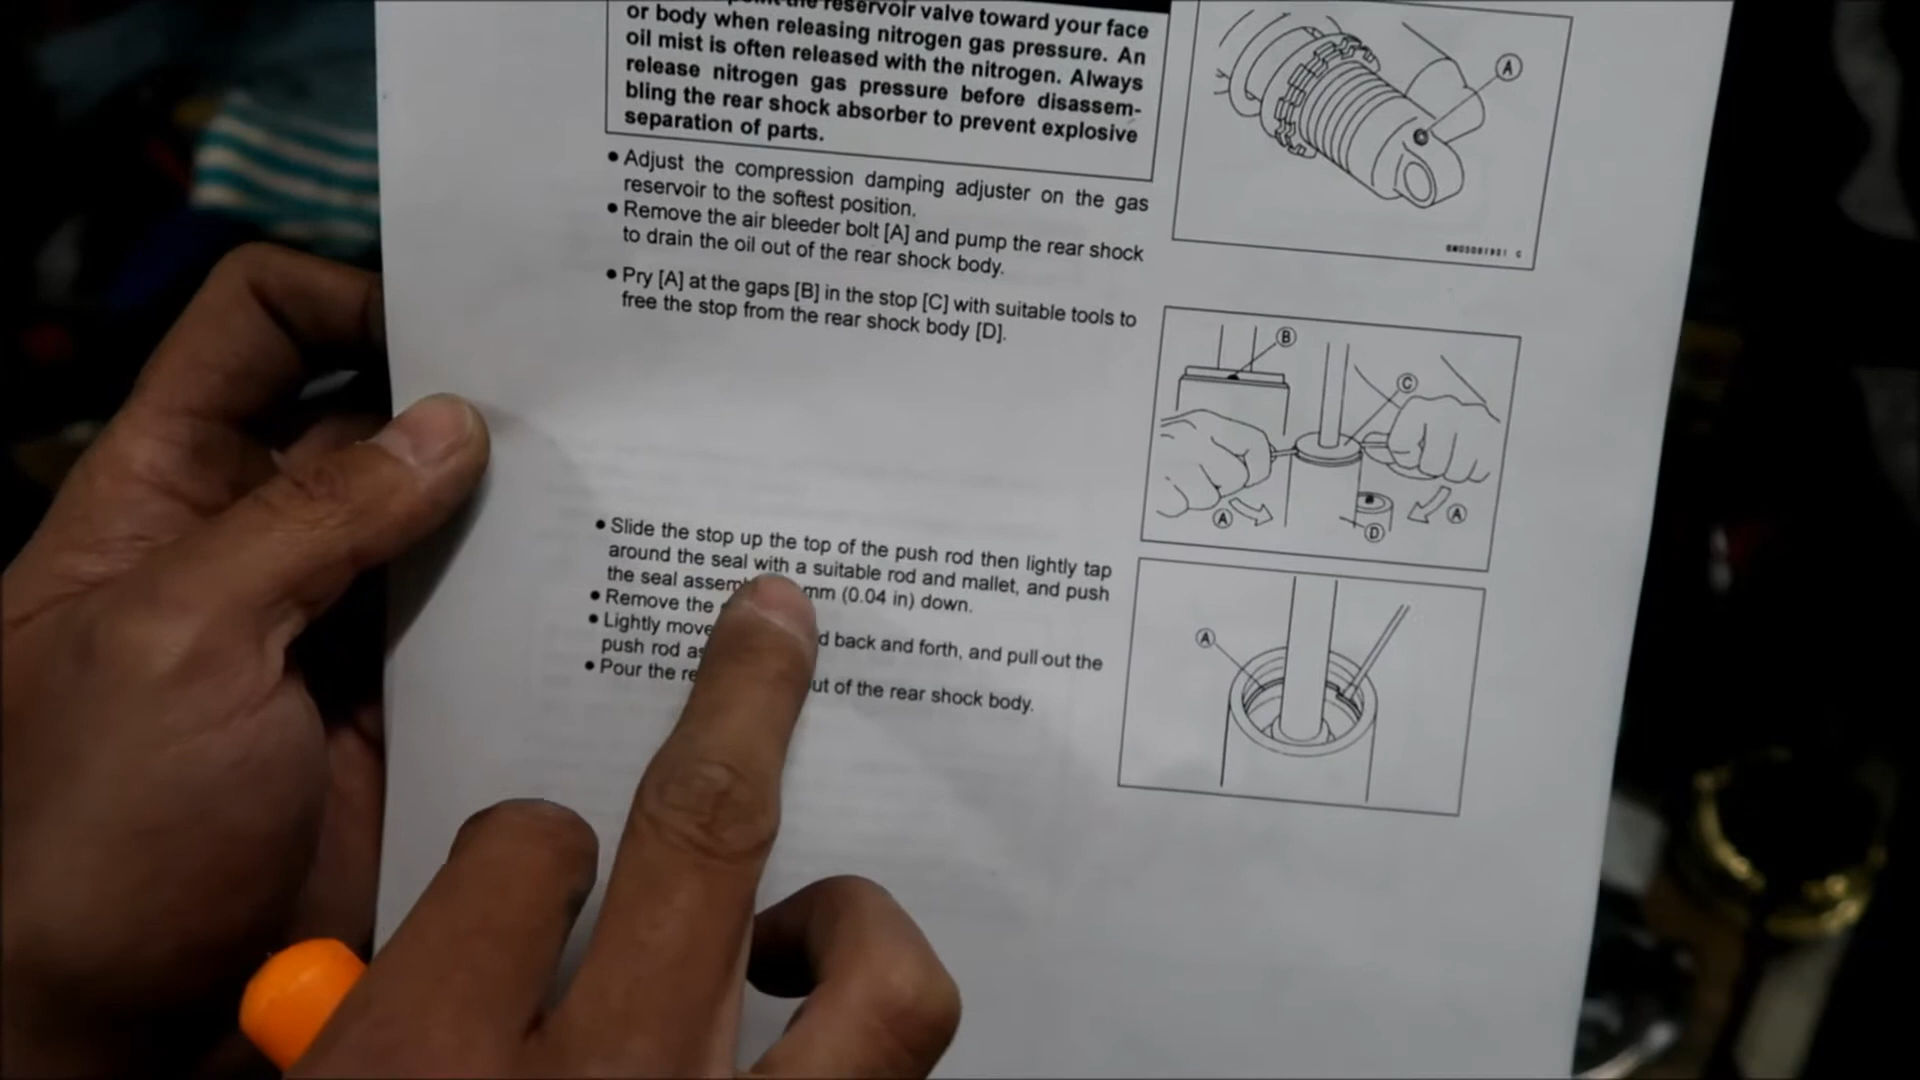 the reservoir valve toward your face
or body when releasing nitrogen gas pressure. An
oil mist is often released with the nitrogen. Always
release nitrogen gas pressure before disassem-
bling the rear shock absorber to prevent explosive
separation of parts.
● Adjust the compression damping adjuster on the gas
reservoir to the softest position.
● Remove the air bleeder bolt [A] and pump the rear shock
to drain the oil out of the rear shock body.
● Pry [A] at the gaps [B] in the stop [C] with suitable tools to
free the stop from the rear shock body [D].
● Slide the stop up the top of the push rod then lightly tap
around the seal with a suitable rod and mallet, and push
the seal mm (0.04 in) down.
● Remove the
● Lightly move back and forth, and pull out the
push rod
● Pour the of the rear shock body.
A
B
C
A
A
D
A